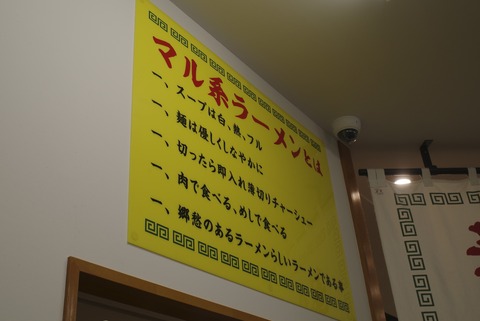 マル系ラーメンとは
一、スープは白、熱、フル
一、麺は優しくしなやかに
一、切ったら即入れ薄切りチャーシュー
一、肉で食べる、めしで食べる
一、郷愁のあるラーメンらしいラーメンである事